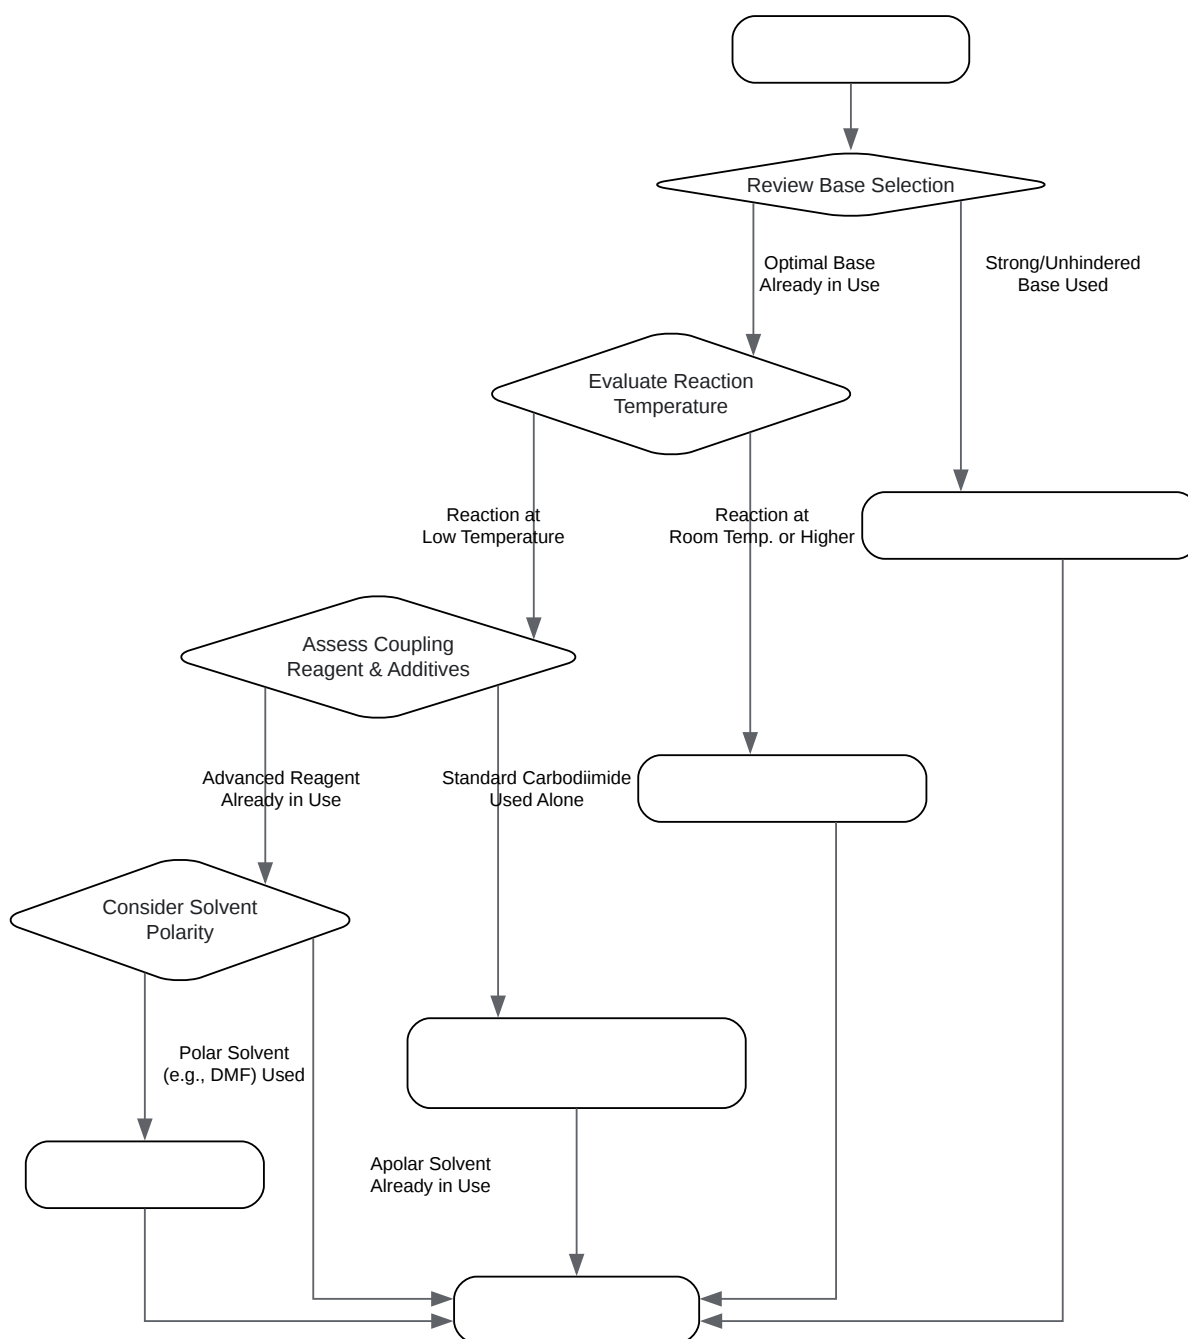 Review Base Selection
Optimal Base
Already in Use
Strong/Unhindered
Base Used
Evaluate Reaction
Temperature
Reaction at
Low Temperature
Reaction at
Room Temp. or Higher
Assess Coupling
Reagent & Additives
Advanced Reagent
Already in Use
Standard Carbodiimide
Used Alone
Consider Solvent
Polarity
Polar Solvent
(e.g., DMF) Used
Apolar Solvent
Already in Use